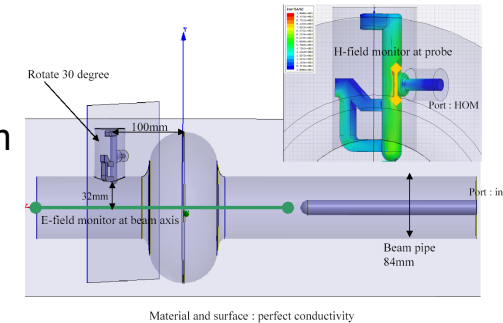 H-field monitor at probe
Rotate 30 degree
Port : HOM
100mm
32mm
Port : in
E-field monitor at beam axis
Beam pipe
84mm
Material and surface : perfect conductivity